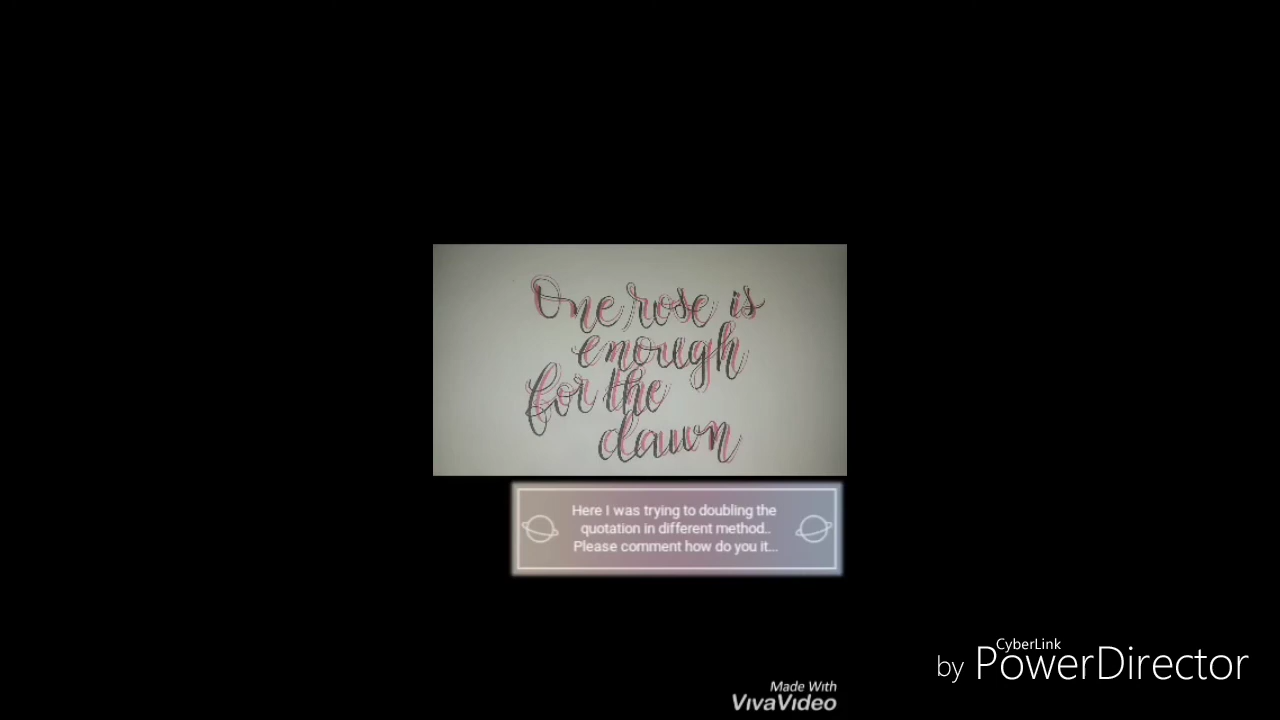 One rose is
enough
for the
dawn
Here I was trying to doubling the
quotation in different method..
Please comment how do you it...
CyberLink
by PowerDirector
Made With
VivaVideo